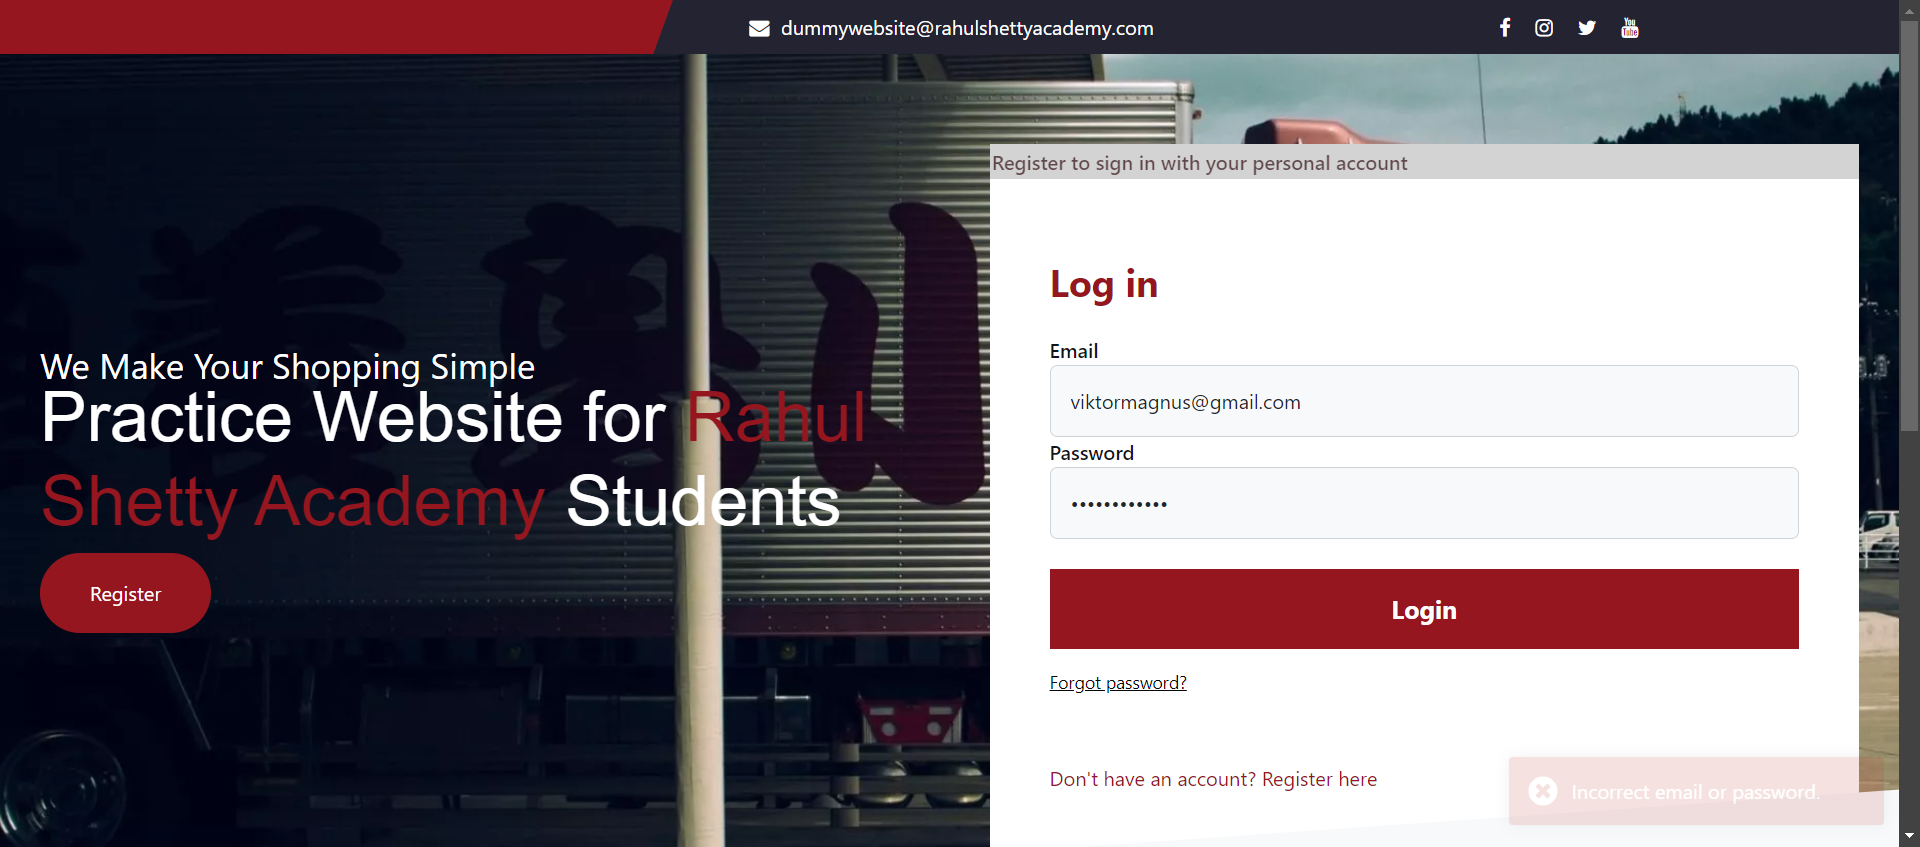 dummywebsite@rahulshettyacademy.com
Register to sign in with your personal account
We Make Your Shopping Simple
Practice Website for Rahul
Shetty Academy Students
Register
Log in
Email
viktormagnus@gmail.com
Password
••••••••••••
Login
Forgot password?
Don't have an account? Register here
Incorrect email or password.